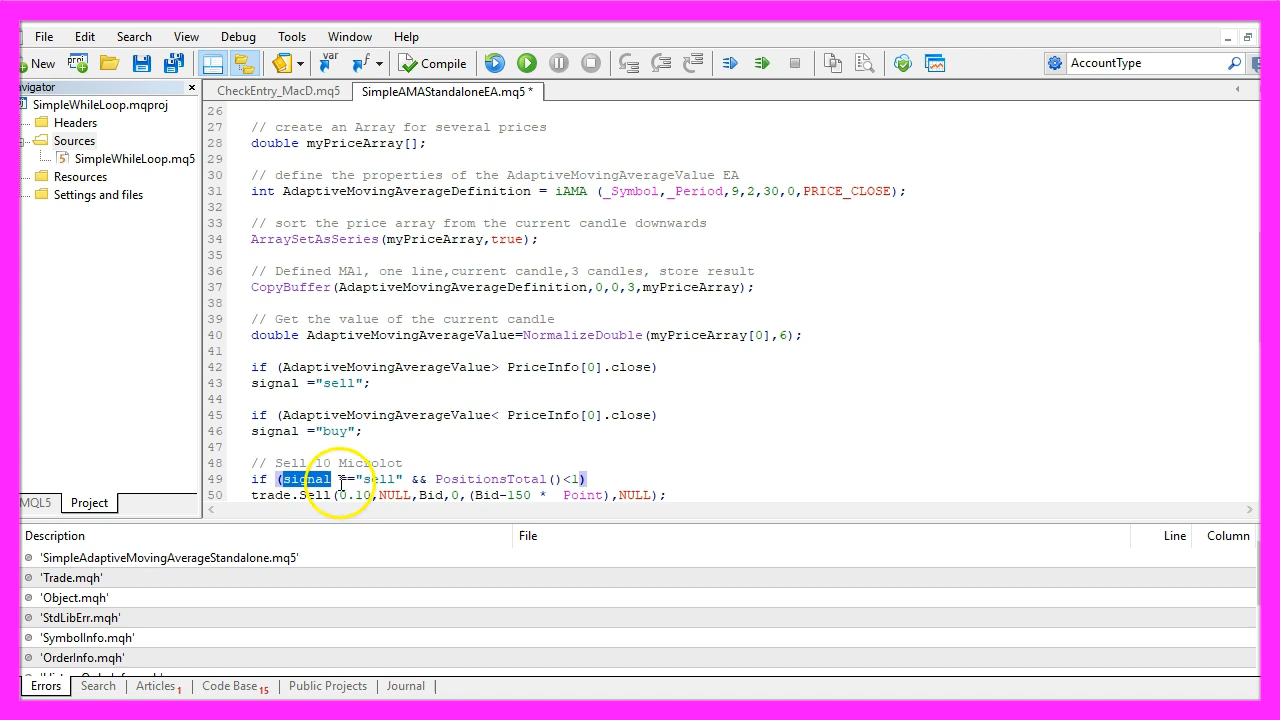 File Edit Search View Debug Tools Window Help
New Compile AccountType
avigator
SimpleWhileLoop.mqproj
Headers
Sources
SimpleWhileLoop.mq5
Resources
Settings and files
MQL5 Project
CheckEntry_MacD.mq5 SimpleAMAStandaloneEA.mq5 *
26
27 // create an Array for several prices
28 double myPriceArray[];
29
30 // define the properties of the AdaptiveMovingAverageValue EA
31 int AdaptiveMovingAverageDefinition = iAMA (_Symbol,_Period,9,2,30,0,PRICE_CLOSE);
32
33 // sort the price array from the current candle downwards
34 ArraySetAsSeries(myPriceArray,true);
35
36 // Defined MA1, one line,current candle,3 candles, store result
37 CopyBuffer(AdaptiveMovingAverageDefinition,0,0,3,myPriceArray);
38
39 // Get the value of the current candle
40 double AdaptiveMovingAverageValue=NormalizeDouble(myPriceArray[0],6);
41
42 if (AdaptiveMovingAverageValue> PriceInfo[0].close)
43 signal ="sell";
44
45 if (AdaptiveMovingAverageValue< PriceInfo[0].close)
46 signal ="buy";
47
48 // Sell 10 Microlot
49 if (signal =="sell" && PositionsTotal()<1)
50 trade.Sell(0.10,NULL,Bid,0,(Bid-150 * _Point),NULL);
Description File Line Column
'SimpleAdaptiveMovingAverageStandalone.mq5'
'Trade.mqh'
'Object.mqh'
'StdLibErr.mqh'
'SymbolInfo.mqh'
'OrderInfo.mqh'
Errors Search Articles 1 Code Base 15 Public Projects Journal